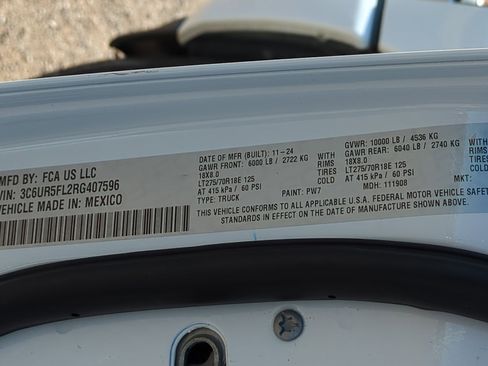 MFD BY: FCA US LLC
VIN: 3C6UR5FL2RG407596
VEHICLE MADE IN: MEXICO
DATE OF MFR (BUILT): 11-24
GAWR FRONT: 6000 LB / 2722 KG WITH
18X8.0 RIMS
LT275/70R18E 125 TIRES
AT 415 kPa / 60 PSI COLD
TYPE: TRUCK PAINT: PW7
GVWR: 10000 LB / 4536 KG
GAWR REAR: 6040 LB / 2740 KG WITH
18X8.0 RIMS
LT275/70R18E 125 TIRES
AT 415 kPa / 60 PSI COLD
MDH: 111908 MKT:
THIS VEHICLE CONFORMS TO ALL APPLICABLE U.S.A. FEDERAL MOTOR VEHICLE SAFETY
STANDARDS IN EFFECT ON THE DATE OF MANUFACTURE SHOWN ABOVE.